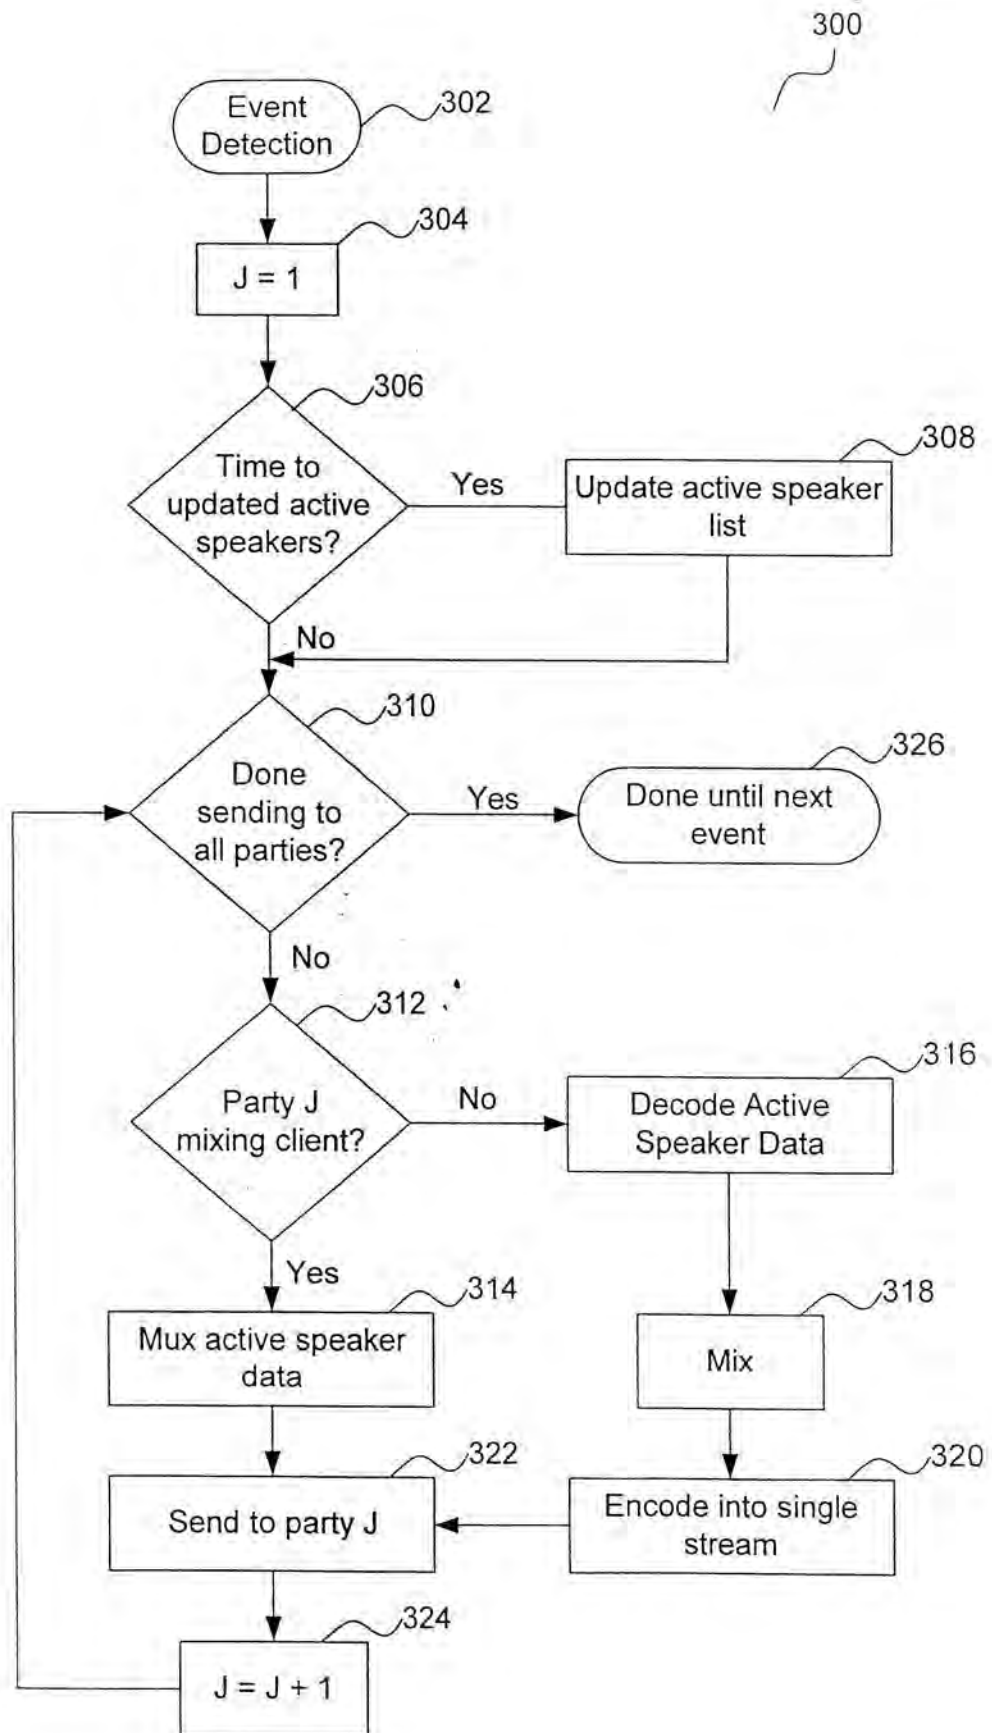 300
Event
Detection
302
304
J = 1
306
Time to
updated active
speakers?
Yes
308
Update active speaker
list
No
310
Done
sending to
all parties?
Yes
326
Done until next
event
No
312
Party J
mixing client?
No
316
Decode Active
Speaker Data
Yes
314
Mux active speaker
data
318
Mix
322
Send to party J
320
Encode into single
stream
324
J = J + 1